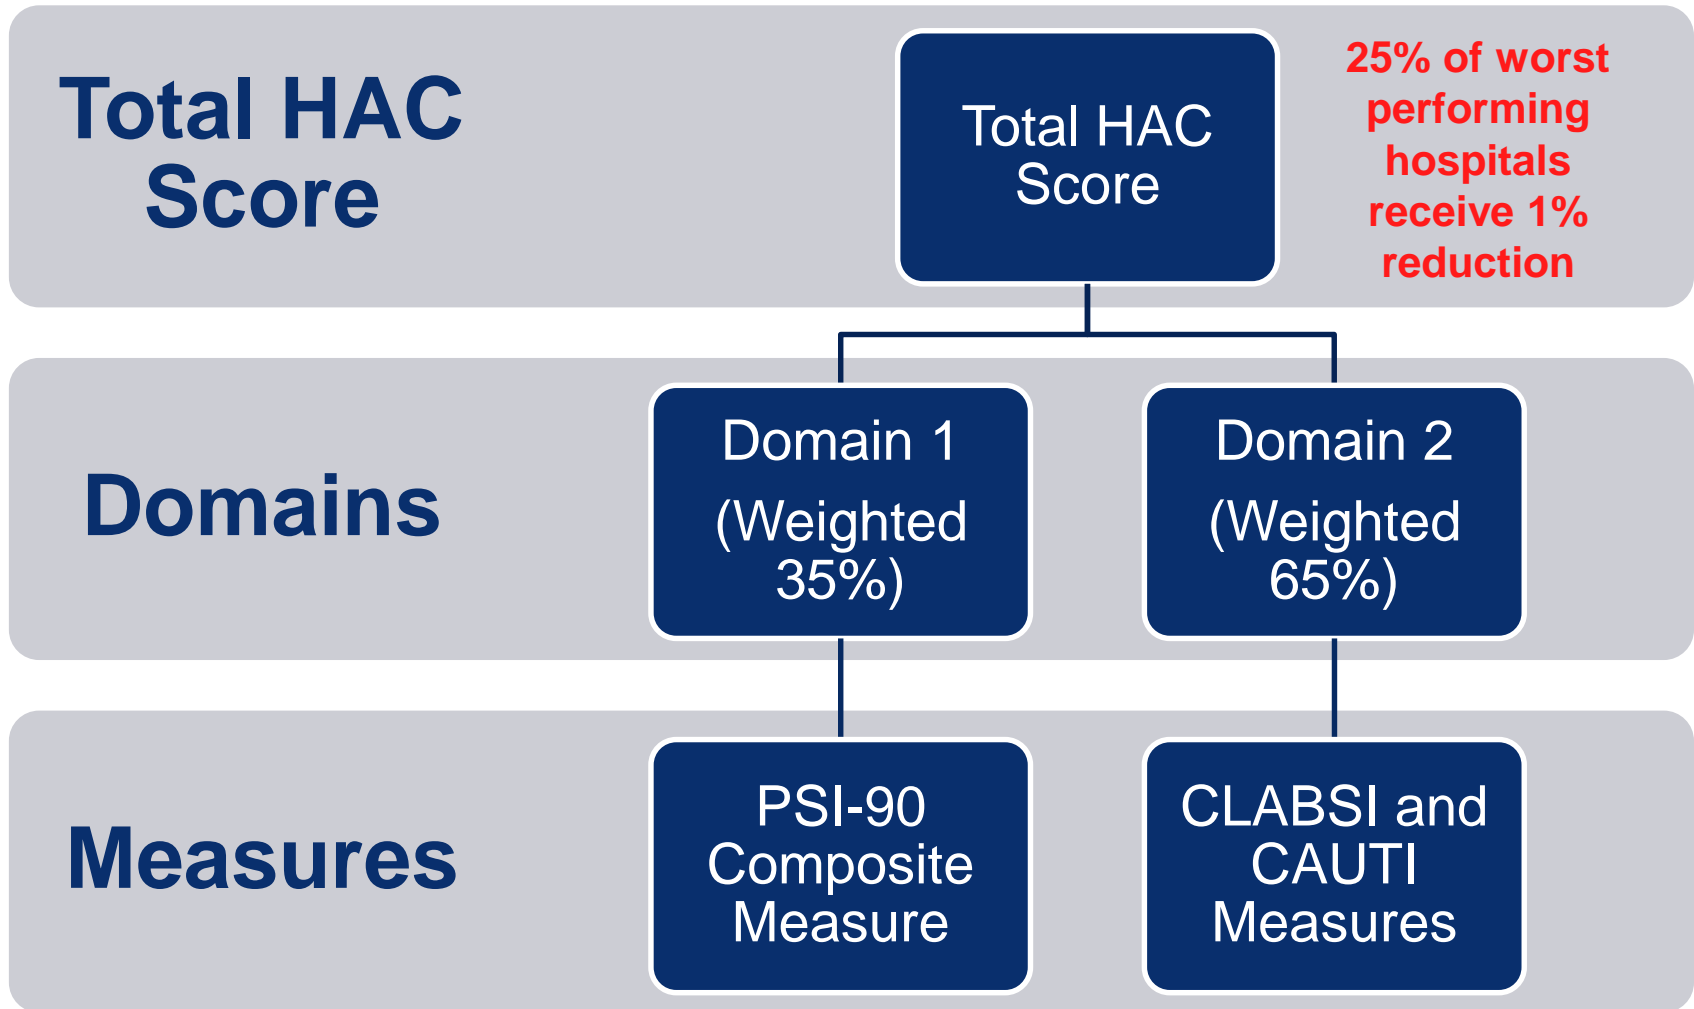 Total HAC
Score
Total HAC
Score
25% of worst
performing
hospitals
receive 1%
reduction
Domains
Domain 1
(Weighted
35%)
Domain 2
(Weighted
65%)
Measures
PSI-90
Composite
Measure
CLABSI and
CAUTI
Measures